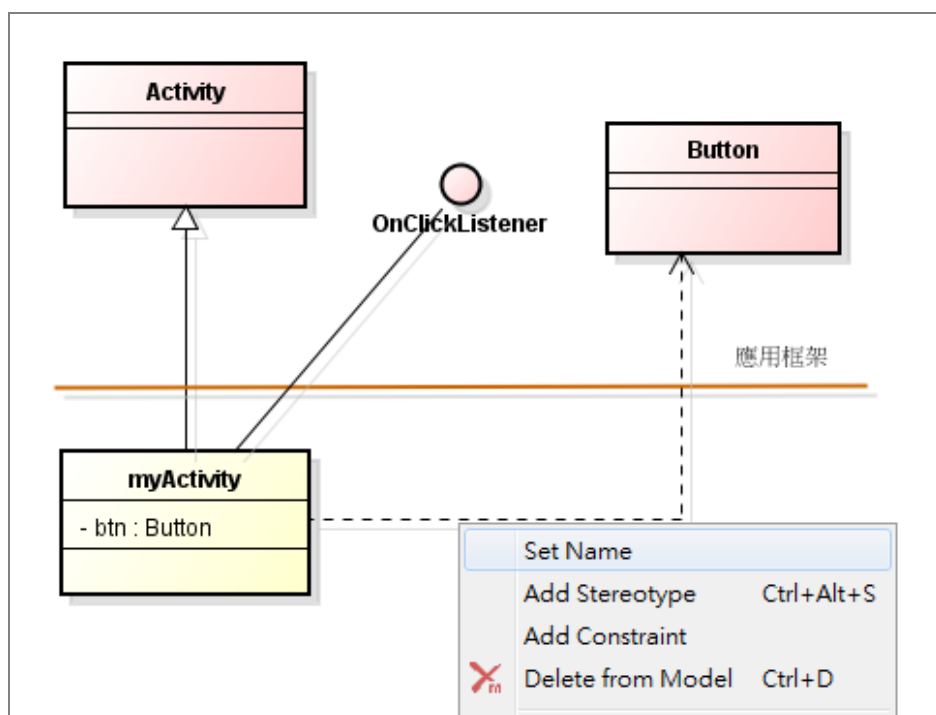 Activity
Button
OnClickListener
應用框架
myActivity
- btn : Button
Set Name
Add Stereotype Ctrl+Alt+S
Add Constraint
Delete from Model Ctrl+D